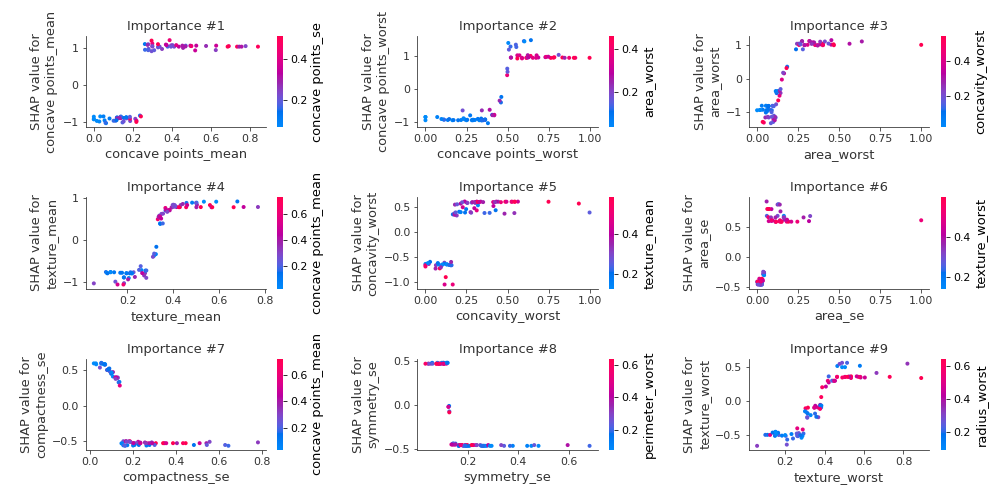 Importance #1
SHAP value for
concave points_mean
1
0
−1
0.0 0.2 0.4 0.6 0.8
concave points_mean
0.4
0.2
concave points_se
Importance #2
SHAP value for
concave points_worst
1
0
−1
0.00 0.25 0.50 0.75 1.00
concave points_worst
0.4
0.2
area_worst
Importance #3
SHAP value for
area_worst
1
0
−1
0.00 0.25 0.50 0.75 1.00
area_worst
0.4
0.2
concavity_worst
Importance #4
SHAP value for
texture_mean
1
0
−1
0.2 0.4 0.6 0.8
texture_mean
0.6
0.4
0.2
concave points_mean
Importance #5
SHAP value for
concavity_worst
0.5
0.0
−0.5
−1.0
0.00 0.25 0.50 0.75 1.00
concavity_worst
0.4
0.2
texture_mean
Importance #6
SHAP value for
area_se
0.5
0.0
−0.5
0.00 0.25 0.50 0.75 1.00
area_se
0.4
0.2
texture_worst
Importance #7
SHAP value for
compactness_se
0.5
0.0
−0.5
0.0 0.2 0.4 0.6 0.8
compactness_se
0.6
0.4
0.2
concave points_mean
Importance #8
SHAP value for
symmetry_se
0.5
0.0
−0.5
0.0 0.2 0.4 0.6
symmetry_se
0.6
0.4
0.2
perimeter_worst
Importance #9
SHAP value for
texture_worst
0.5
0.0
−0.5
0.2 0.4 0.6 0.8
texture_worst
0.6
0.4
0.2
radius_worst